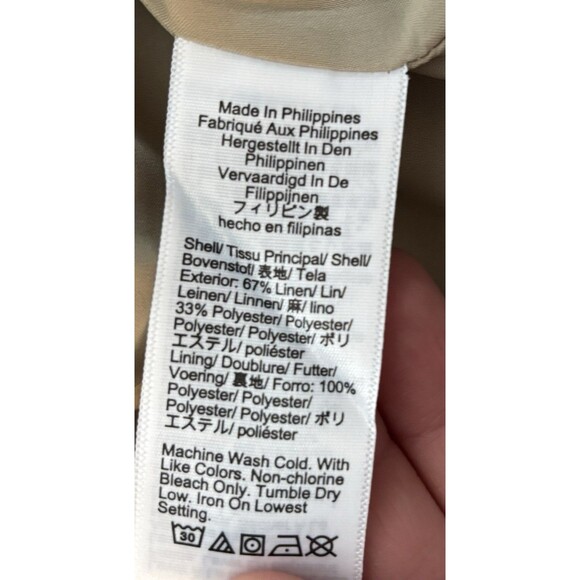 Made In Philippines
Fabriqué Aux Philippines
Hergestellt In Den
Philippinen
Vervaardigd In De
Filippijnen
フィリピン製
hecho en filipinas
Shell/ Tissu Principal/ Shell/
Bovenstof/ 表地/ Tela
Exterior: 67% Linen/ Lin/
Leinen/ Linnen/ 麻/ lino
33% Polyester/ Polyester/
Polyester/ Polyester/ ポリ
エステル/ poliéster
Lining/ Doublure/ Futter/
Voering/ 裏地/ Forro: 100%
Polyester/ Polyester/
Polyester/ Polyester/ ポリ
エステル/ poliéster
Machine Wash Cold. With
Like Colors. Non-chlorine
Bleach Only. Tumble Dry
Low. Iron On Lowest
Setting.
30